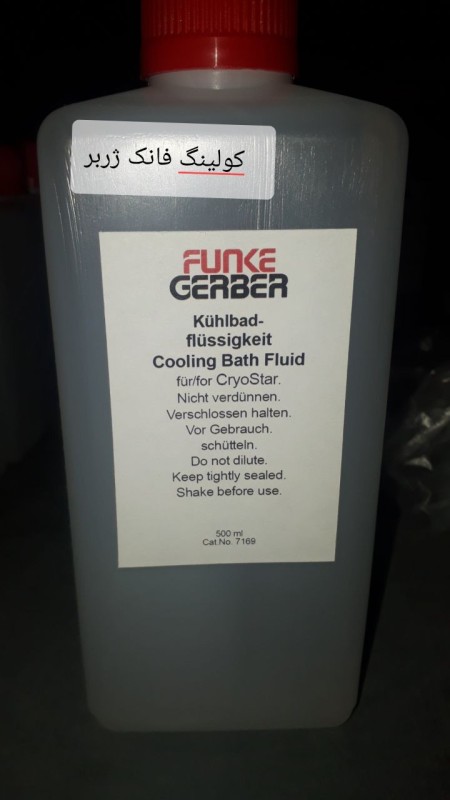 کولینگ فانک ژربر
FUNKE
GERBER
Kühlbad-
flüssigkeit
Cooling Bath Fluid
für/for CryoStar.
Nicht verdünnen.
Verschlossen halten.
Vor Gebrauch.
schütteln.
Do not dilute.
Keep tightly sealed.
Shake before use.
500 ml
Cat.No. 7169